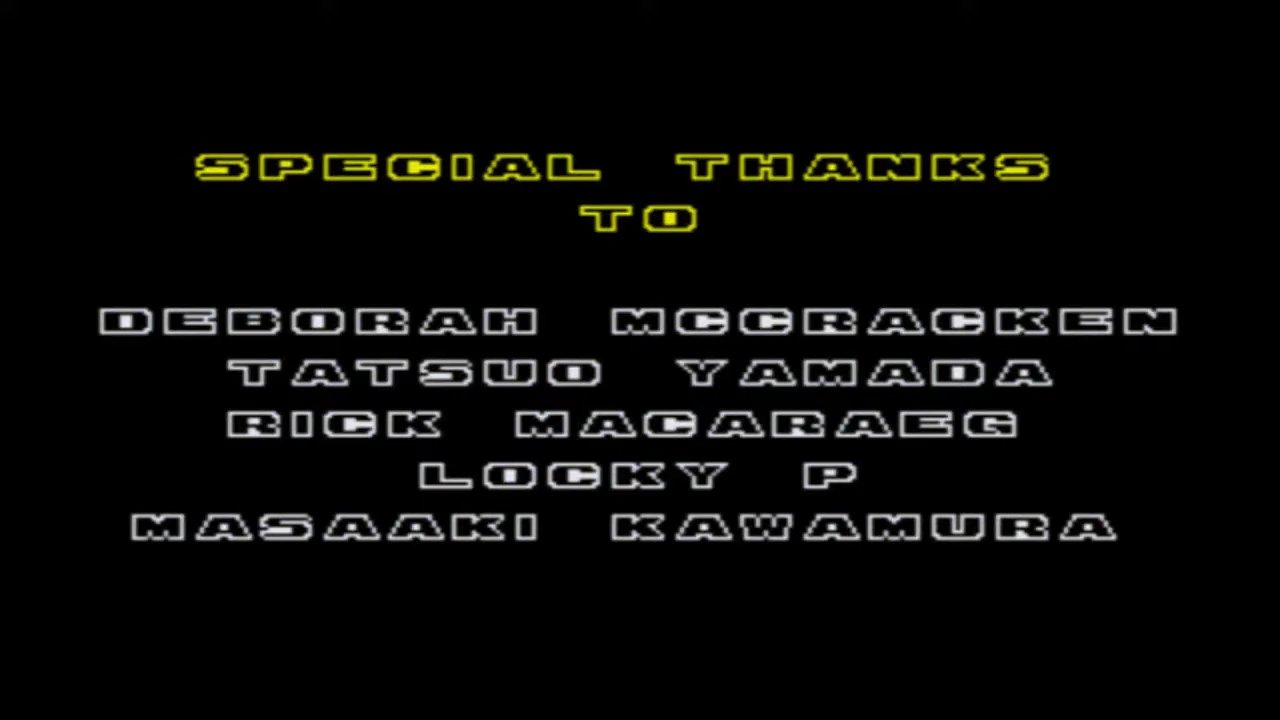 SPECIAL THANKS
TO
DEBORAH MCCRACKEN
TATSUO YAMADA
RICK MACARAEG
LOCKY P
MASAAKI KAWAMURA